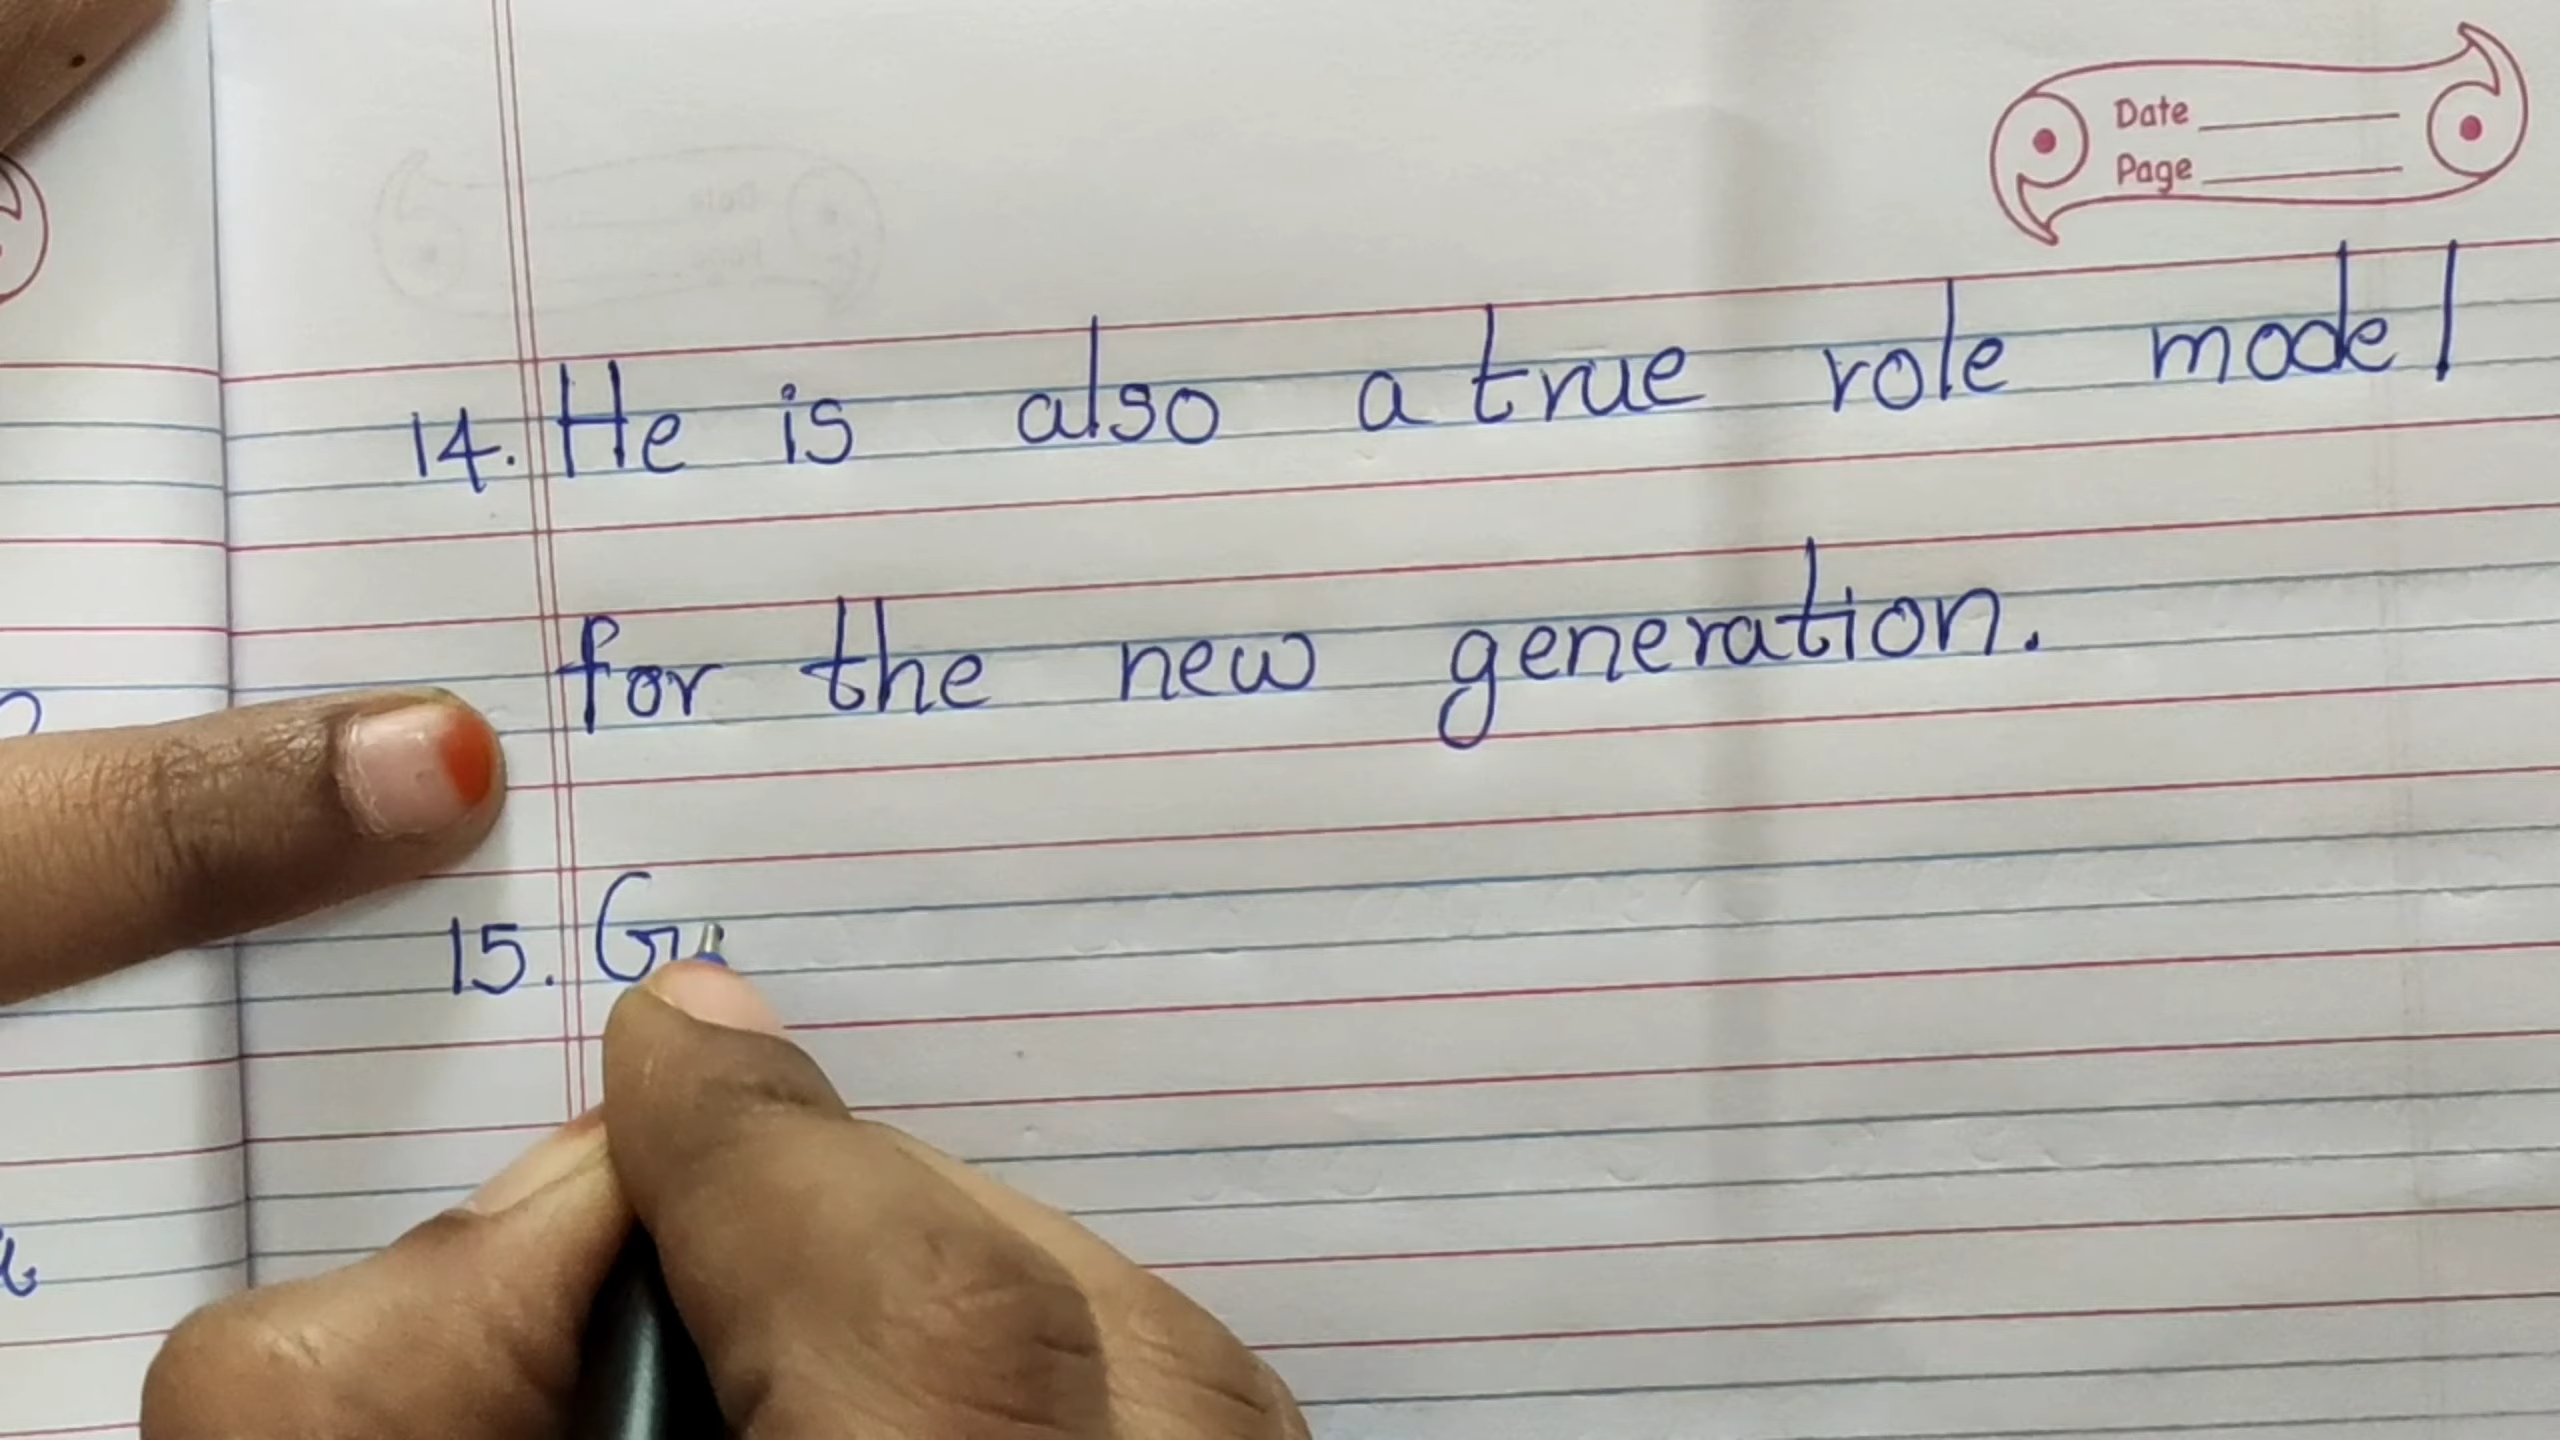 Date
Page
14. He is also a true role model
for the new generation.
15. G